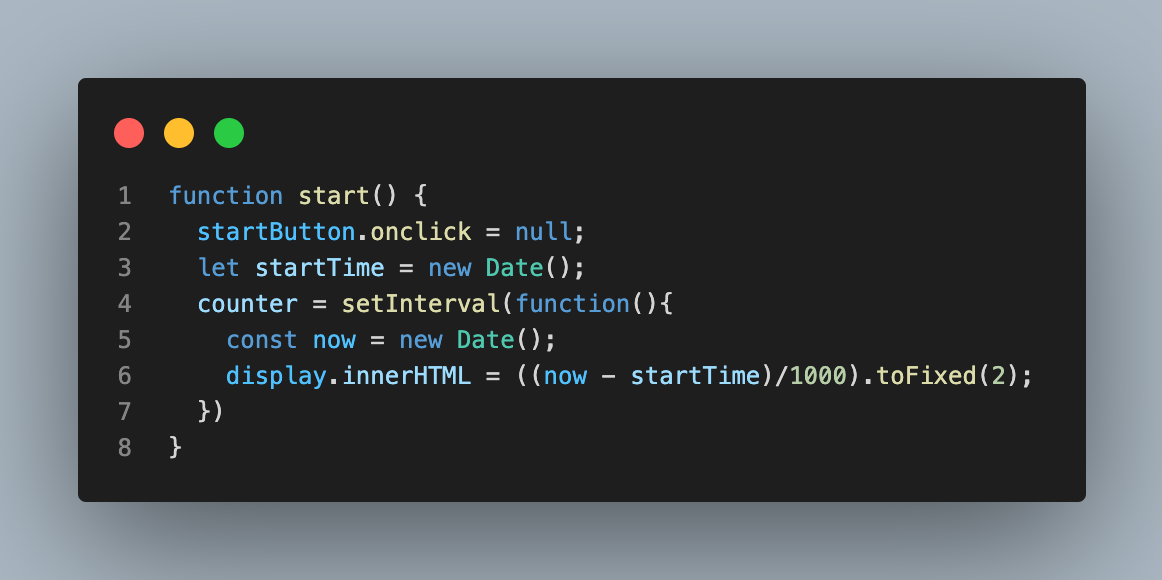 1 function start() {
2   startButton.onclick = null;
3   let startTime = new Date();
4   counter = setInterval(function(){
5     const now = new Date();
6     display.innerHTML = ((now - startTime)/1000).toFixed(2);
7   })
8 }